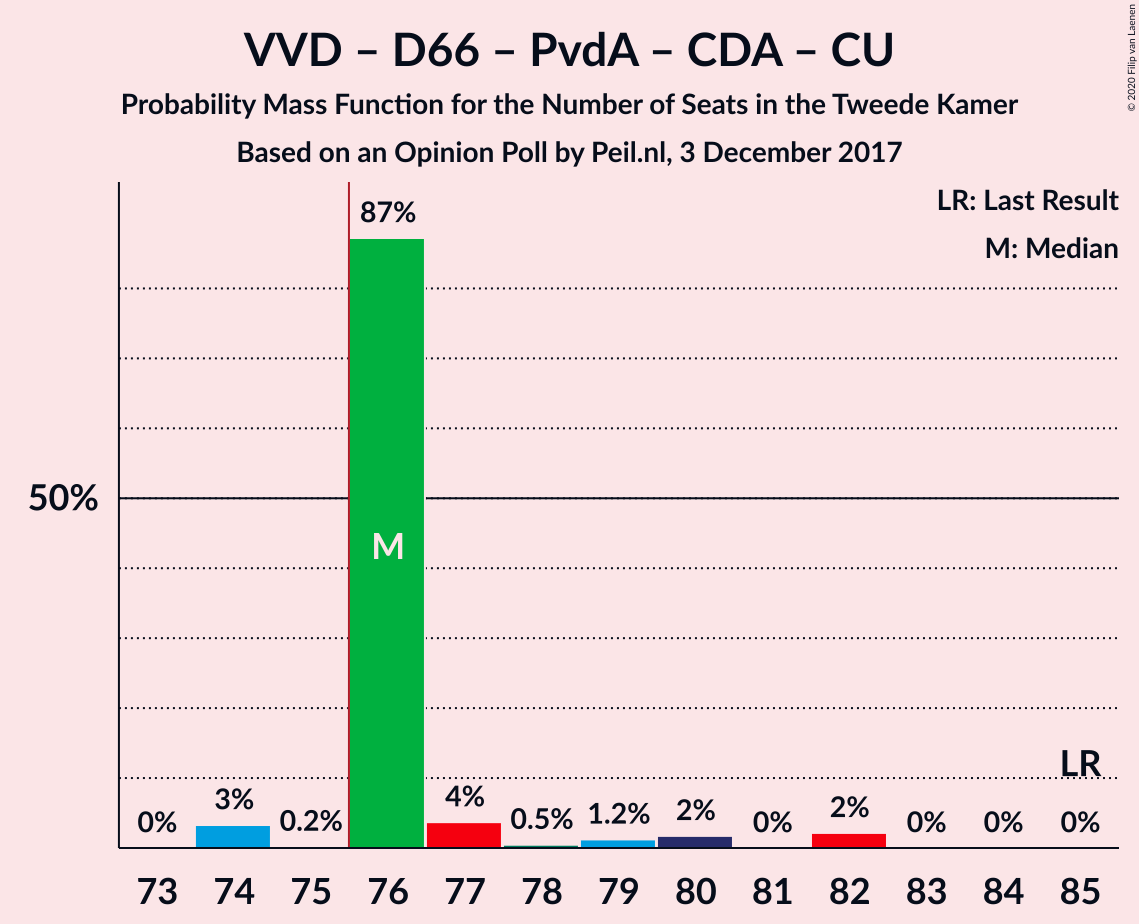 VVD – D66 – PvdA – CDA – CU
Probability Mass Function for the Number of Seats in the Tweede Kamer
Based on an Opinion Poll by Peil.nl, 3 December 2017
© 2020 Filip van Laenen
LR: Last Result
M: Median
87%
50%
M
LR
0% 3% 0.2% 4% 0.5% 1.2% 2% 0% 2% 0% 0% 0%
73 74 75 76 77 78 79 80 81 82 83 84 85